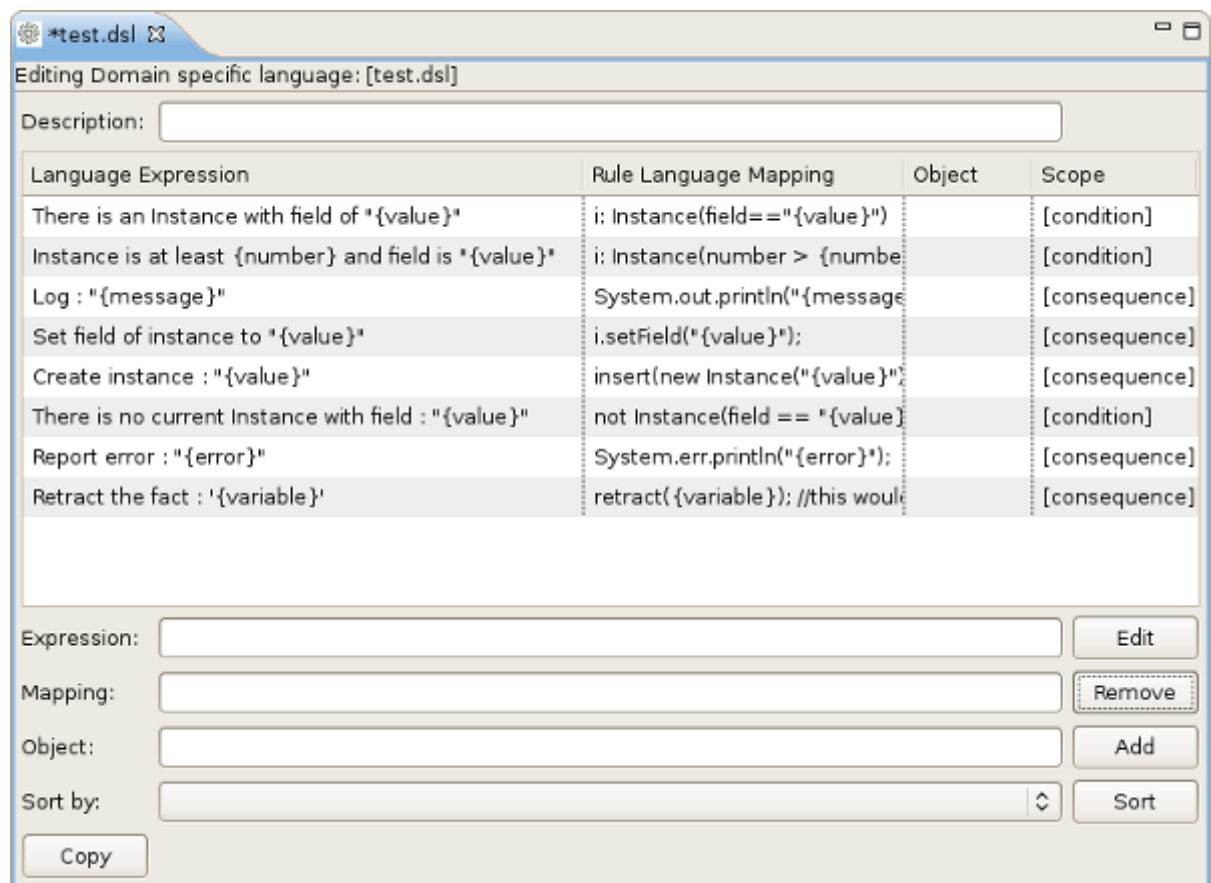 *test.dsl
Editing Domain specific language: [test.dsl]
Description:
Language Expression Rule Language Mapping Object Scope
There is an Instance with field of "{value}" i: Instance(field=="{value}") [condition]
Instance is at least {number} and field is "{value}" i: Instance(number > {numbe [condition]
Log : "{message}" System.out.println("{message [consequence]
Set field of instance to "{value}" i.setField("{value}"); [consequence]
Create instance : "{value}" insert(new Instance("{value}") [consequence]
There is no current Instance with field : "{value}" not Instance(field == "{value} [condition]
Report error : "{error}" System.err.println("{error}"); [consequence]
Retract the fact : '{variable}' retract({variable}); //this would [consequence]
Expression: Edit
Mapping: Remove
Object: Add
Sort by: Sort
Copy